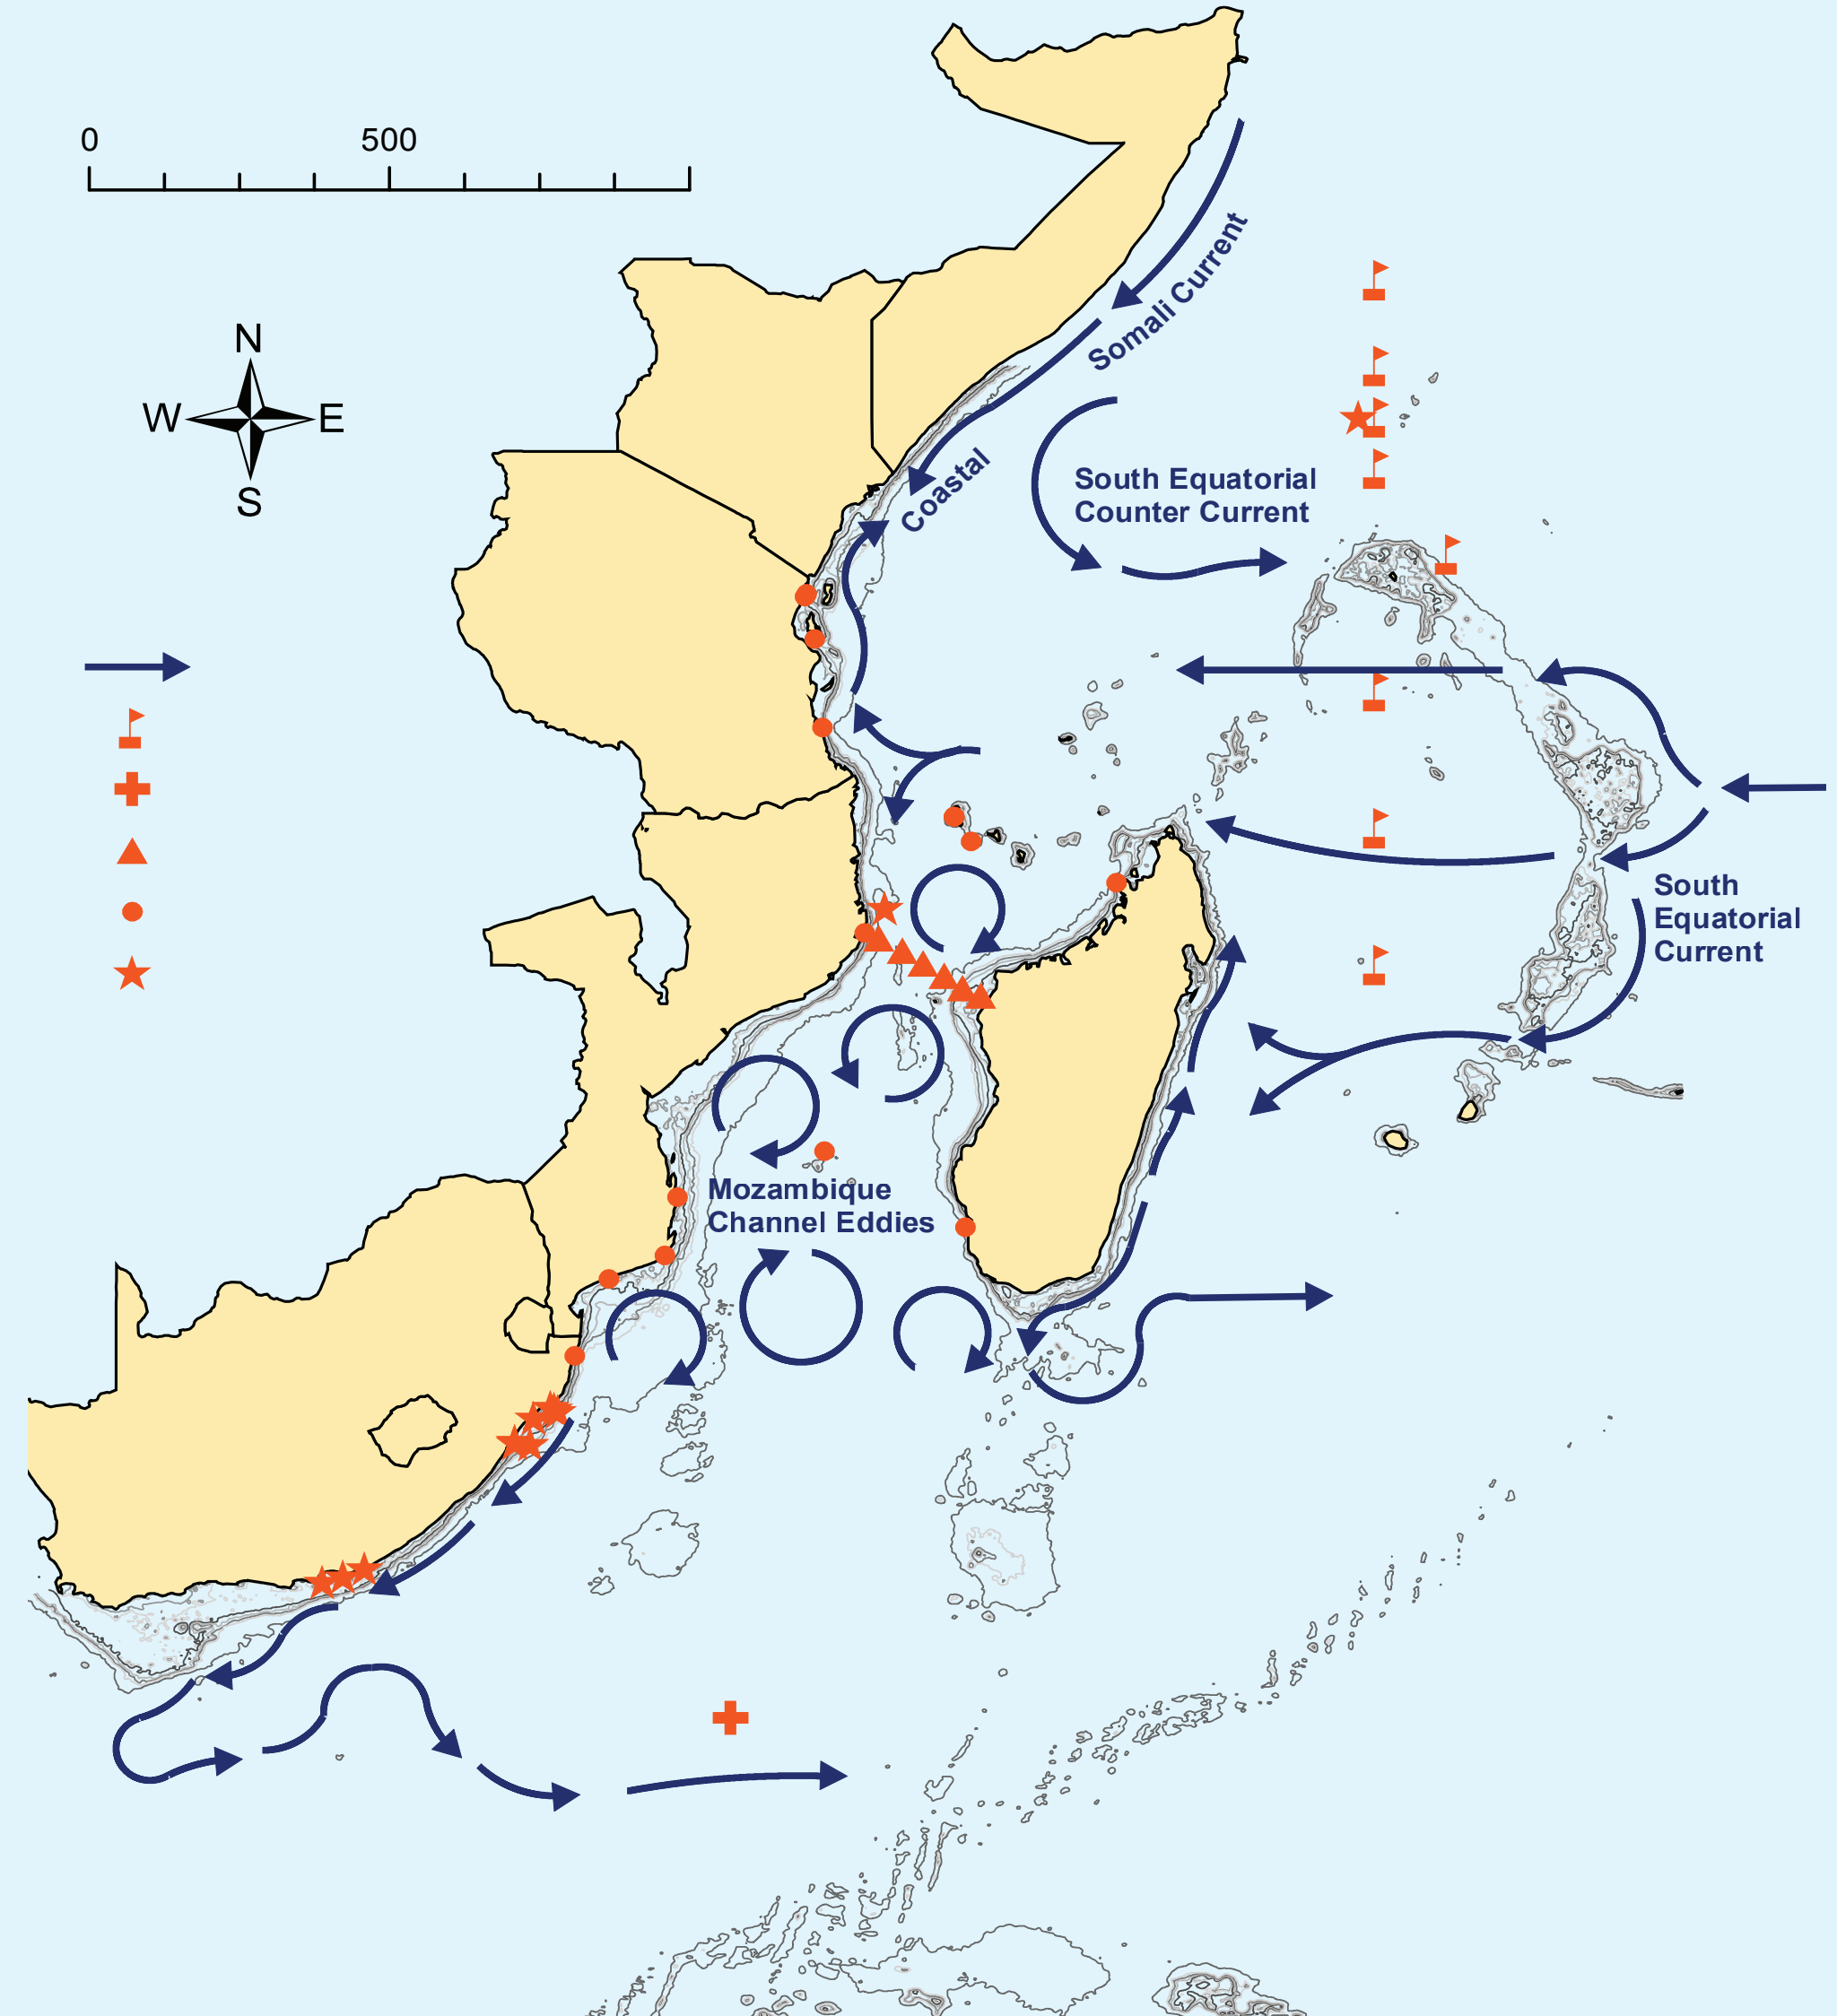 0 500
Somali Current
N
W E
S
Coastal
South Equatorial
Counter Current
South
Equatorial
Current
Mozambique
Channel Eddies